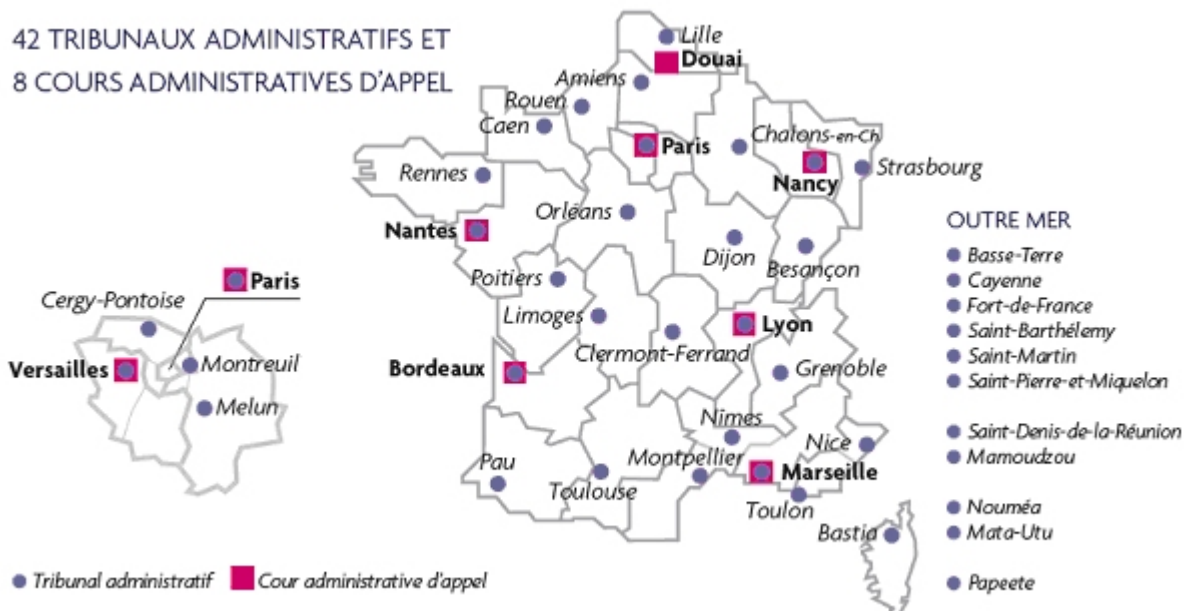 42 TRIBUNAUX ADMINISTRATIFS ET
8 COURS ADMINISTRATIVES D'APPEL
Lille
Douai
Amiens
Rouen
Caen
Chalons-en-Ch
Paris
Nancy
Strasbourg
Rennes
Orléans
Nantes
Dijon
Besançon
Poitiers
Limoges
Lyon
Clermont-Ferrand
Bordeaux
Grenoble
Nîmes
Nice
Montpellier
Marseille
Pau
Toulouse
Toulon
Bastia
Paris
Cergy-Pontoise
Versailles
Montreuil
Melun
OUTRE MER
Basse-Terre
Cayenne
Fort-de-France
Saint-Barthélemy
Saint-Martin
Saint-Pierre-et-Miquelon
Saint-Denis-de-la-Réunion
Mamoudzou
Nouméa
Mata-Utu
Papeete
Tribunal administratif
Cour administrative d'appel